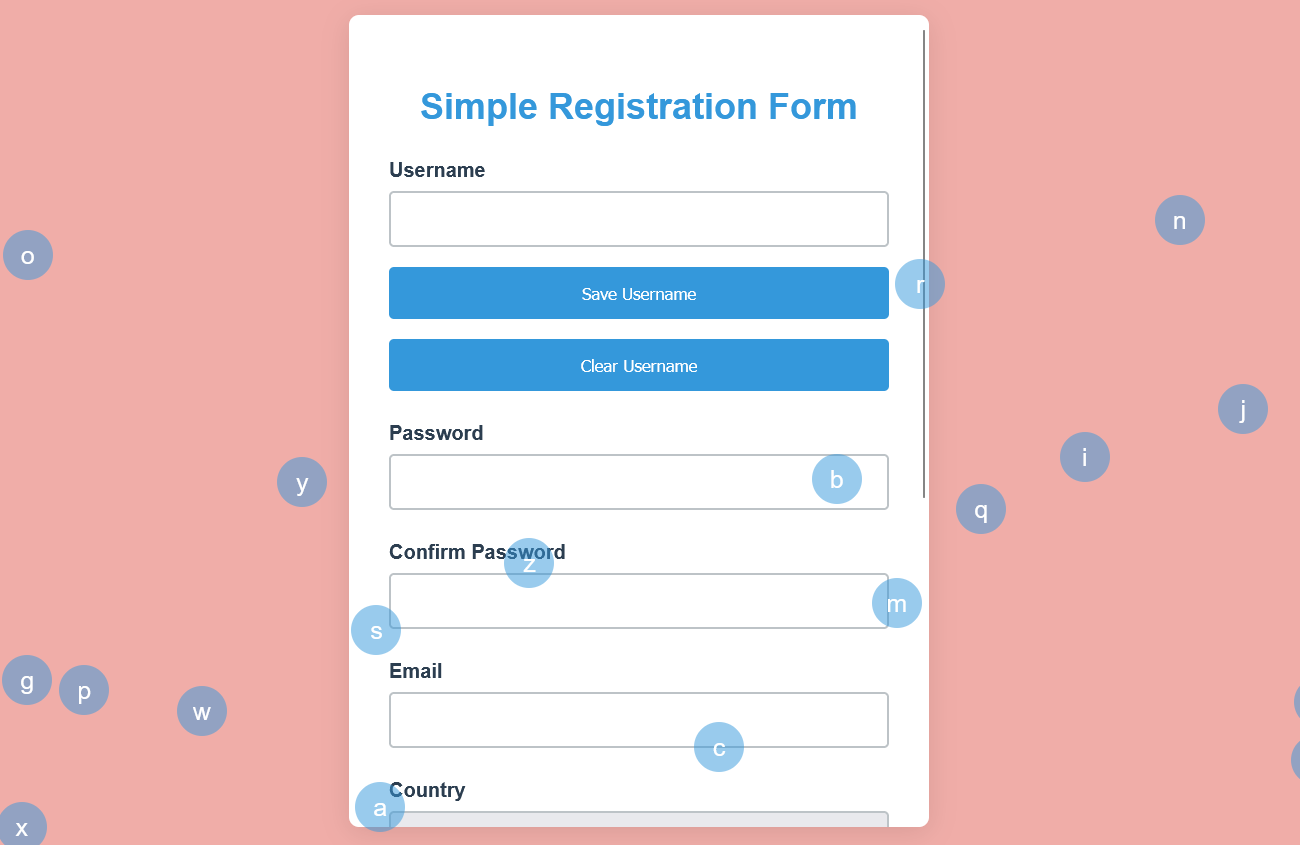 Simple Registration Form
Username
n
o
r
Save Username
Clear Username
j
Password
i
y
b
q
Confirm Password
z
m
s
Email
g
p
w
c
Country
a
x